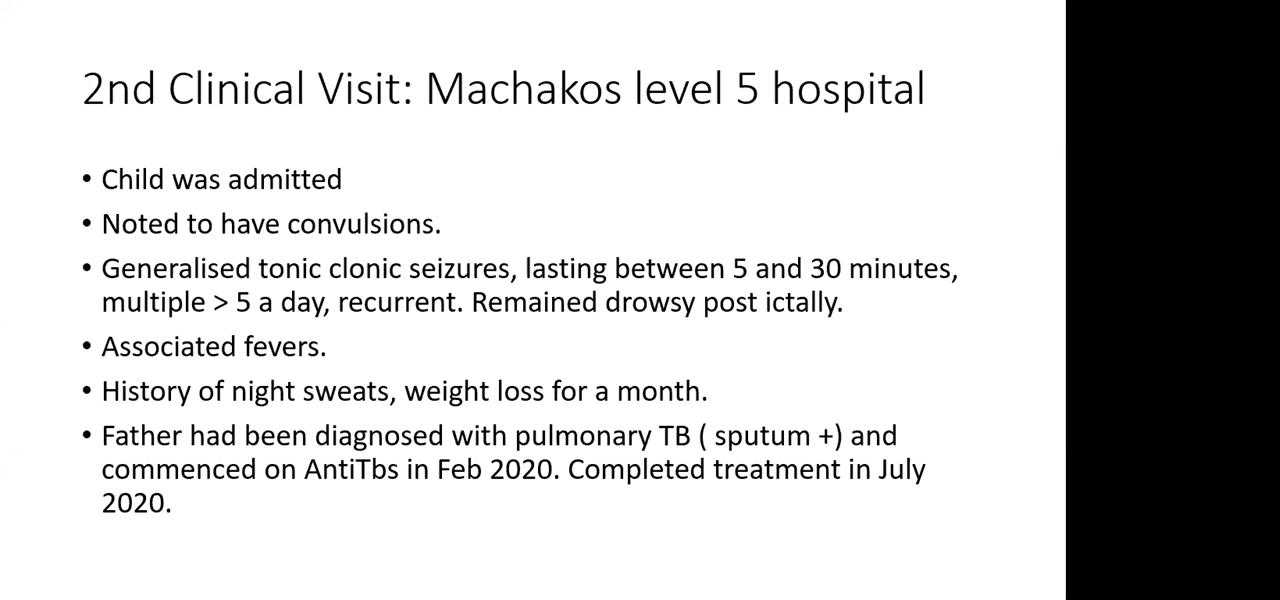 2nd Clinical Visit: Machakos level 5 hospital
• Child was admitted
• Noted to have convulsions.
• Generalised tonic clonic seizures, lasting between 5 and 30 minutes,
multiple > 5 a day, recurrent. Remained drowsy post ictally.
• Associated fevers.
• History of night sweats, weight loss for a month.
• Father had been diagnosed with pulmonary TB ( sputum +) and
commenced on AntiTbs in Feb 2020. Completed treatment in July
2020.